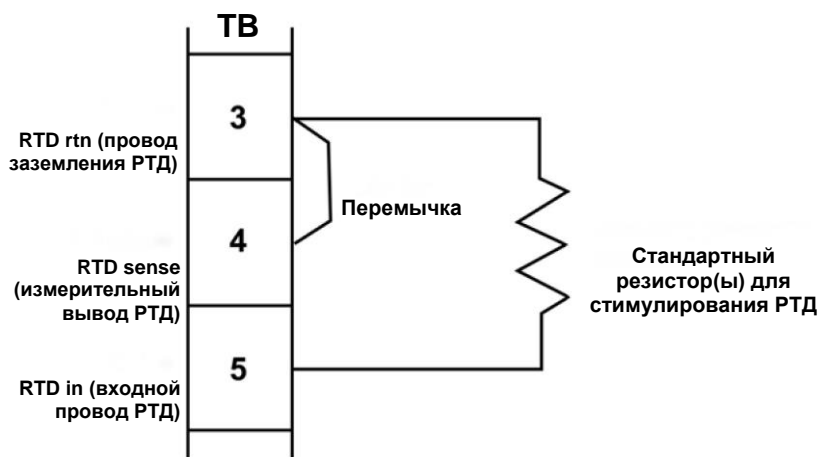 ТВ
3
RTD rtn (провод
заземления РТД)
Перемычка
4
RTD sense
(измерительный
вывод РТД)
Стандартный
резистор(ы) для
стимулирования РТД
5
RTD in (входной
провод РТД)